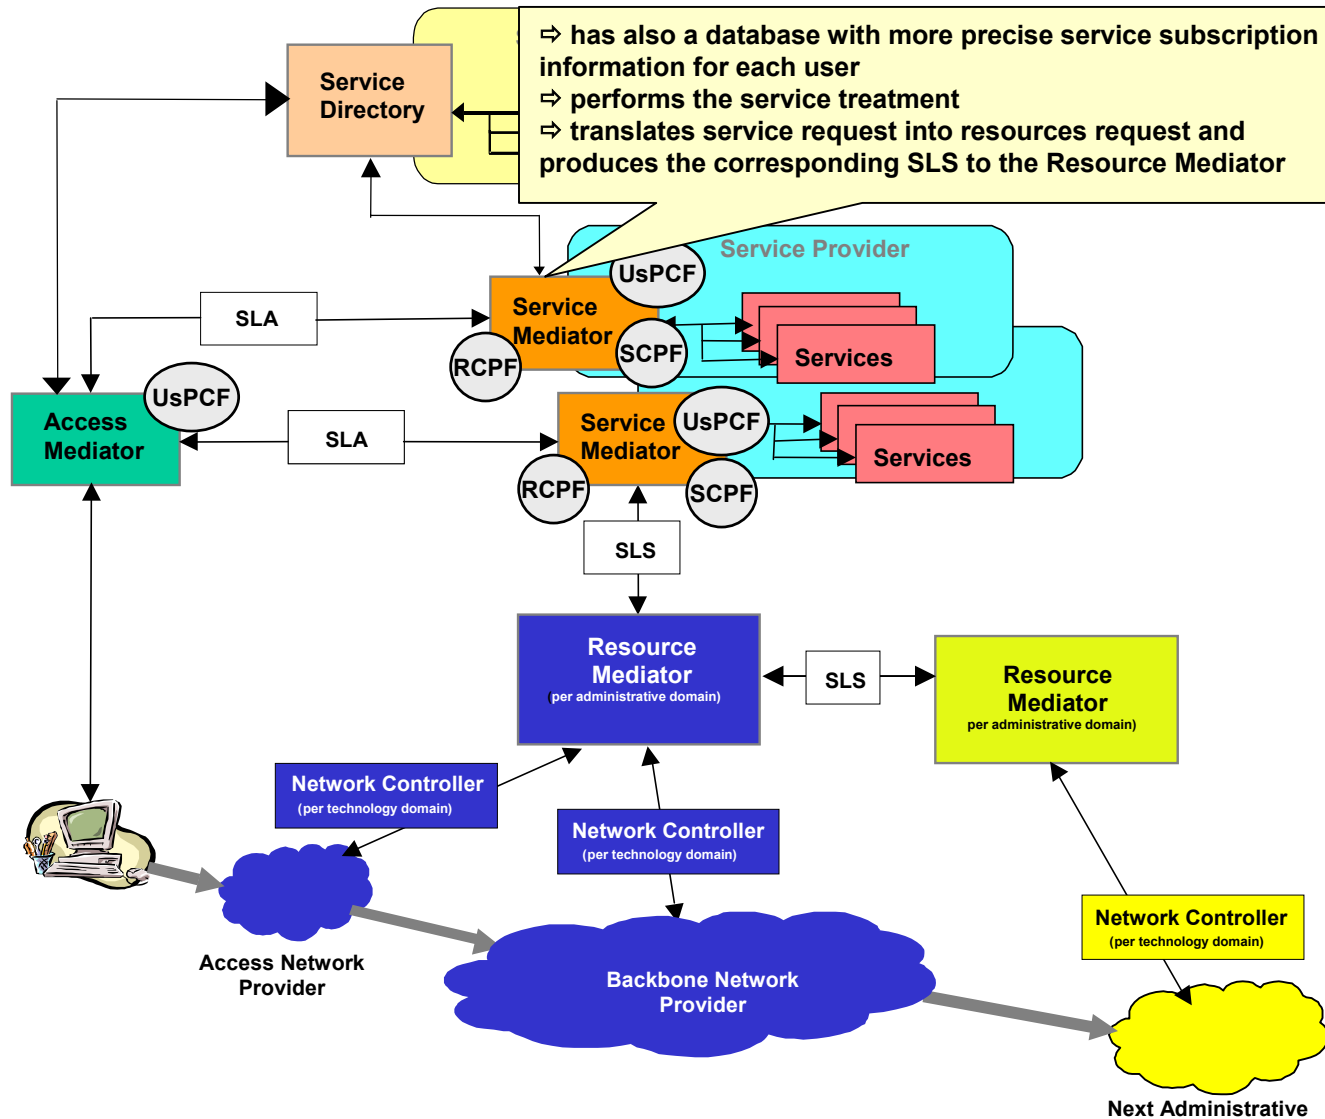 ⇨ has also a database with more precise service subscription
information for each user
⇨ performs the service treatment
⇨ translates service request into resources request and
produces the corresponding SLS to the Resource Mediator
Service
Directory
Service Provider
UsPCF
Service
Mediator
SLA
RCPF
SCPF
Services
UsPCF
Access
Mediator
SLA
Service
Mediator
UsPCF
Services
RCPF
SCPF
SLS
Resource
Mediator
(per administrative domain)
SLS
Resource
Mediator
per administrative domain)
Network Controller
(per technology domain)
Network Controller
(per technology domain)
Network Controller
(per technology domain)
Access Network
Provider
Backbone Network
Provider
Next Administrative